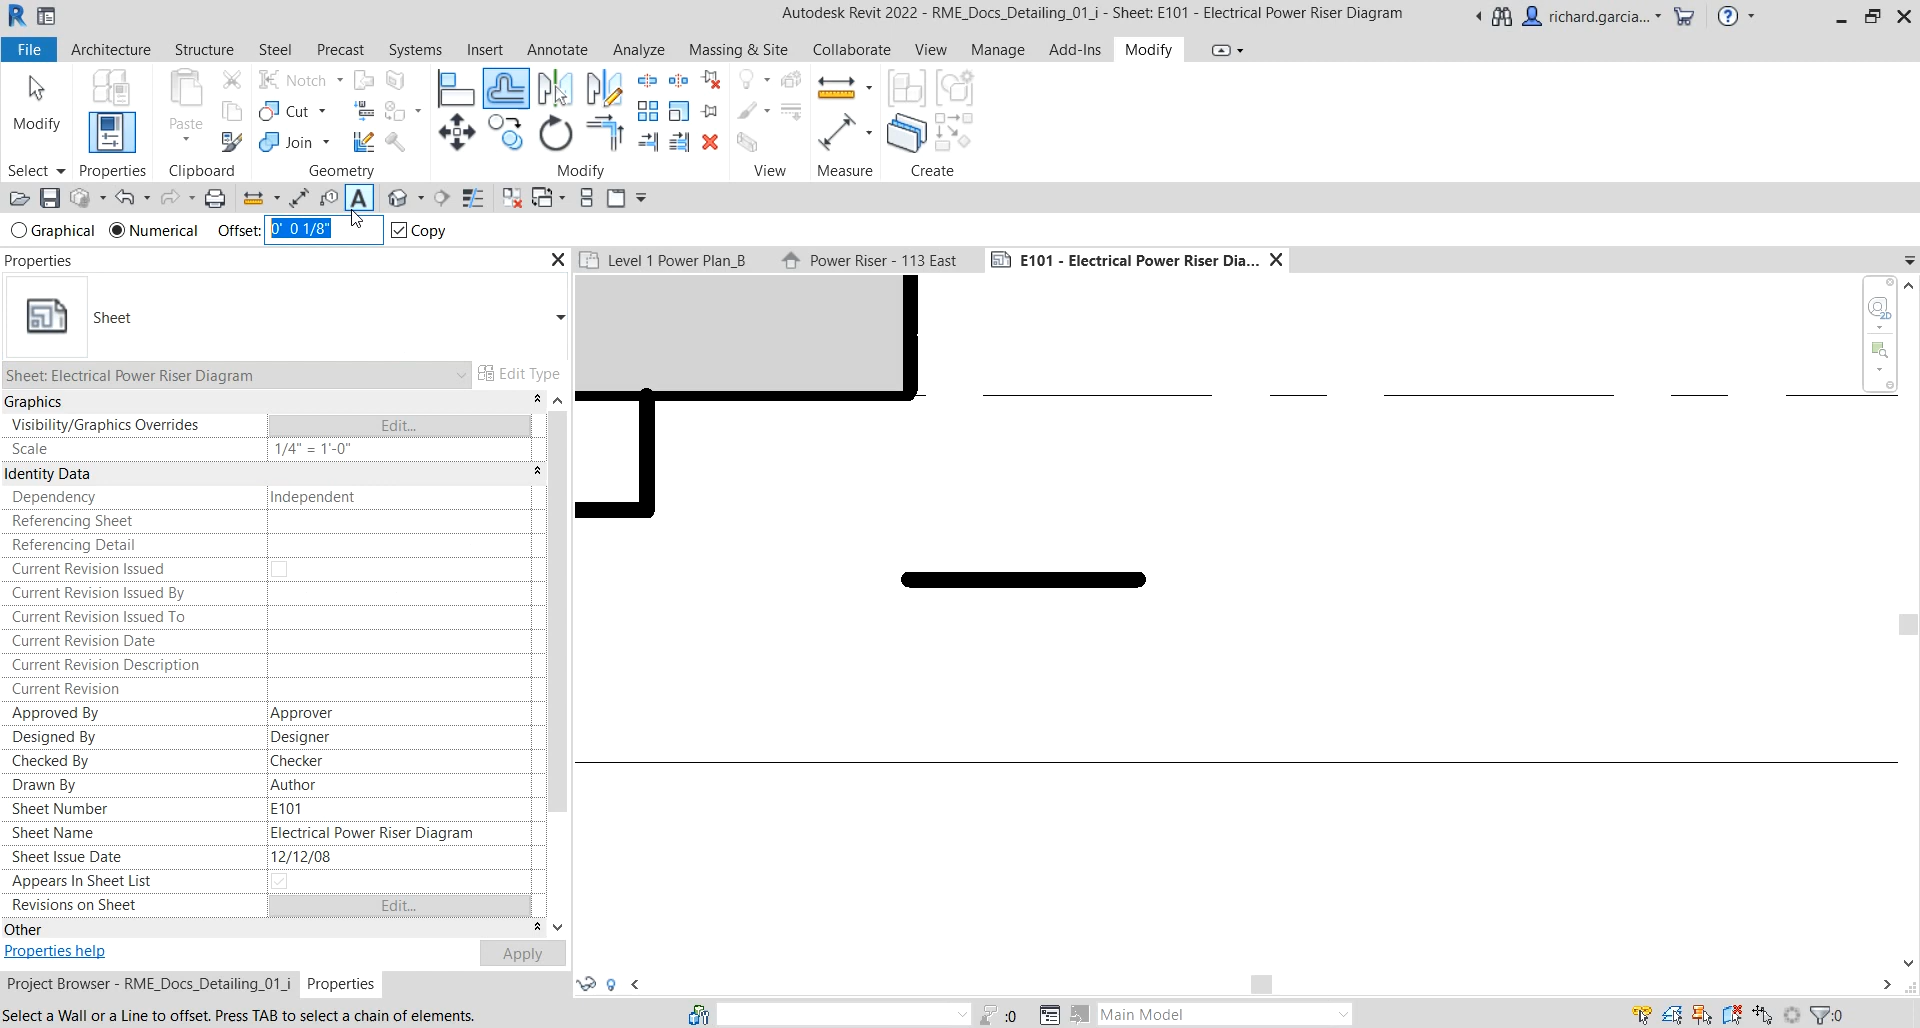 Autodesk Revit 2022 - RME_Docs_Detailing_01_i - Sheet: E101 - Electrical Power Riser Diagram
richard.garcia...
File Architecture Structure Steel Precast Systems Insert Annotate Analyze Massing & Site Collaborate View Manage Add-Ins Modify
Notch
Cut
Modify Paste
Join
Select Properties Clipboard Geometry Modify View Measure Create
Graphical Numerical Offset: 0' 0 1/8" Copy
Properties
Level 1 Power Plan_B Power Riser - 113 East E101 - Electrical Power Riser Dia...
2D
Sheet
Sheet: Electrical Power Riser Diagram Edit Type
Graphics
Visibility/Graphics Overrides Edit...
Scale 1/4" = 1'-0"
Identity Data
Dependency Independent
Referencing Sheet
Referencing Detail
Current Revision Issued
Current Revision Issued By
Current Revision Issued To
Current Revision Date
Current Revision Description
Current Revision
Approved By Approver
Designed By Designer
Checked By Checker
Drawn By Author
Sheet Number E101
Sheet Name Electrical Power Riser Diagram
Sheet Issue Date 12/12/08
Appears In Sheet List
Revisions on Sheet Edit...
Other
Properties help Apply
Project Browser - RME_Docs_Detailing_01_i Properties
Select a Wall or a Line to offset. Press TAB to select a chain of elements. :0 Main Model :0